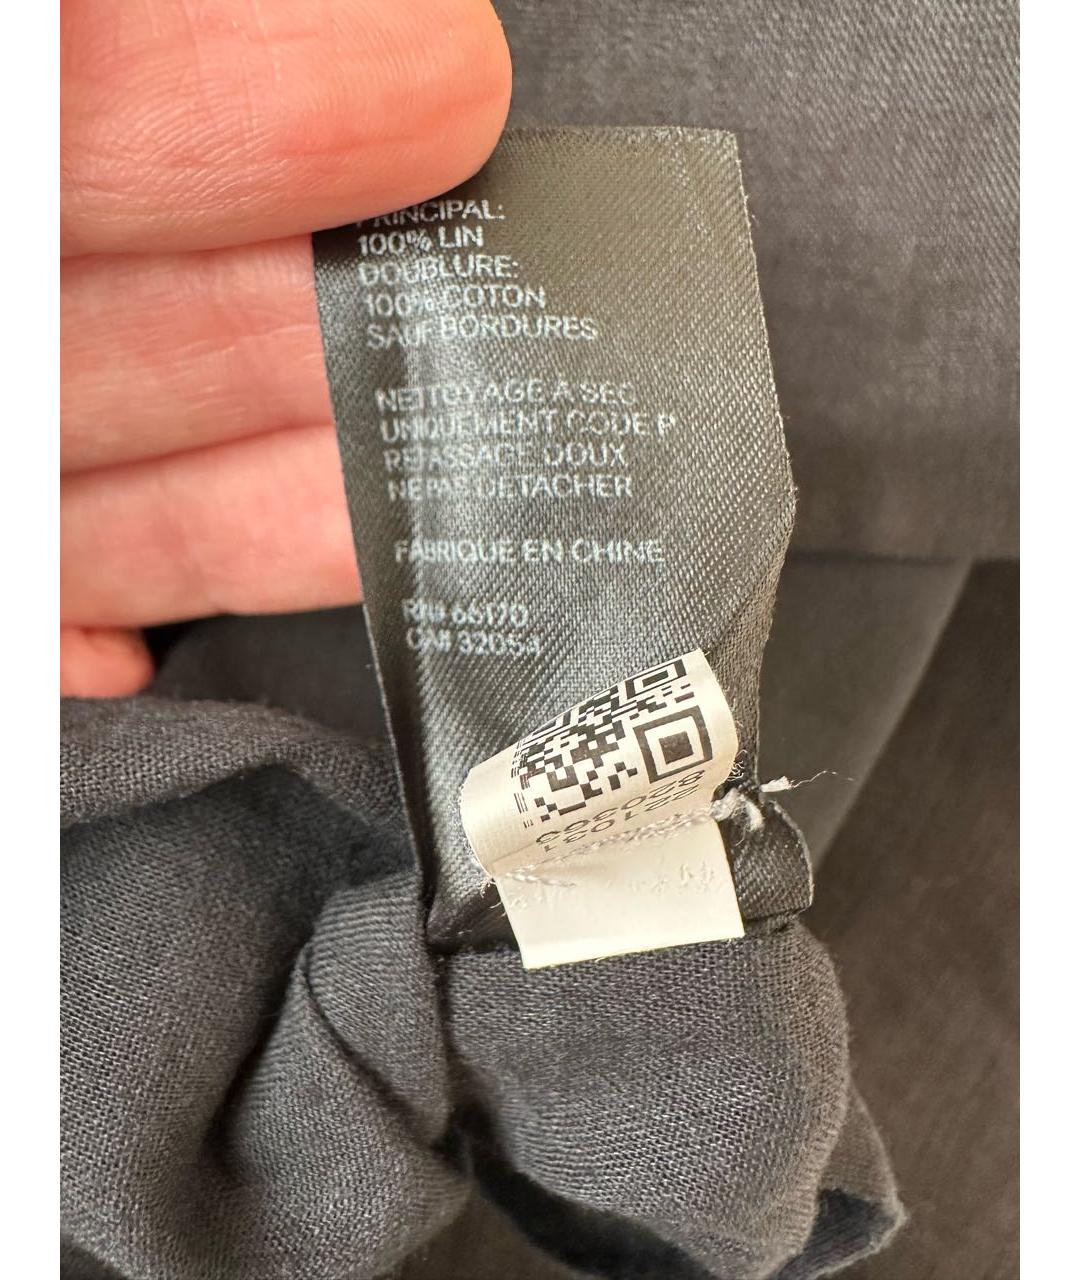 PRINCIPAL:
100% LIN
DOUBLURE:
100% COTON
SAUF BORDURES
NETTOYAGE A SEC
UNIQUEMENT CODE P
REPASSAGE DOUX
NE PAS DETACHER
FABRIQUE EN CHINE
RN# 66170
CA# 32054